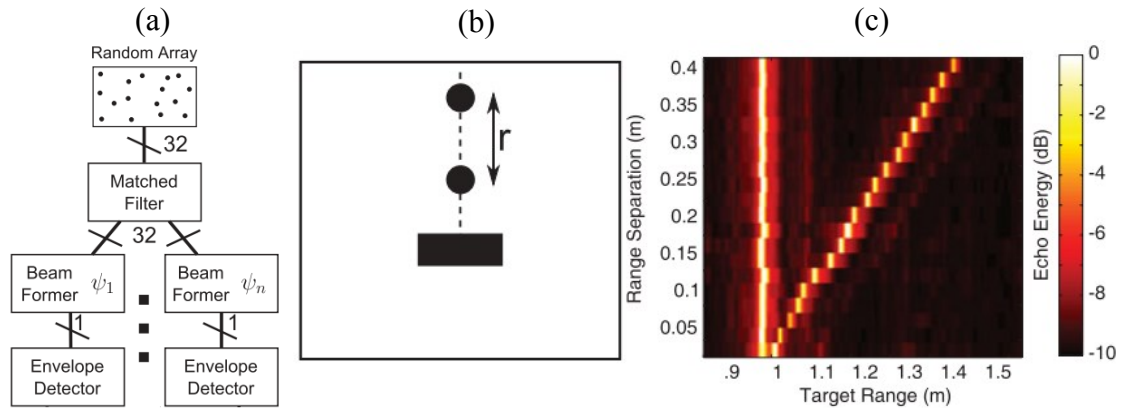 (a)
Random Array
32
Matched
Filter
32
Beam
Former ψ₁
Beam
Former ψₙ
1
1
Envelope
Detector
Envelope
Detector
(b)
r
(c)
Range Separation (m)
0.4
0.35
0.3
0.25
0.2
0.15
0.1
0.05
.9 1 1.1 1.2 1.3 1.4 1.5
Target Range (m)
Echo Energy (dB)
0
-2
-4
-6
-8
-10